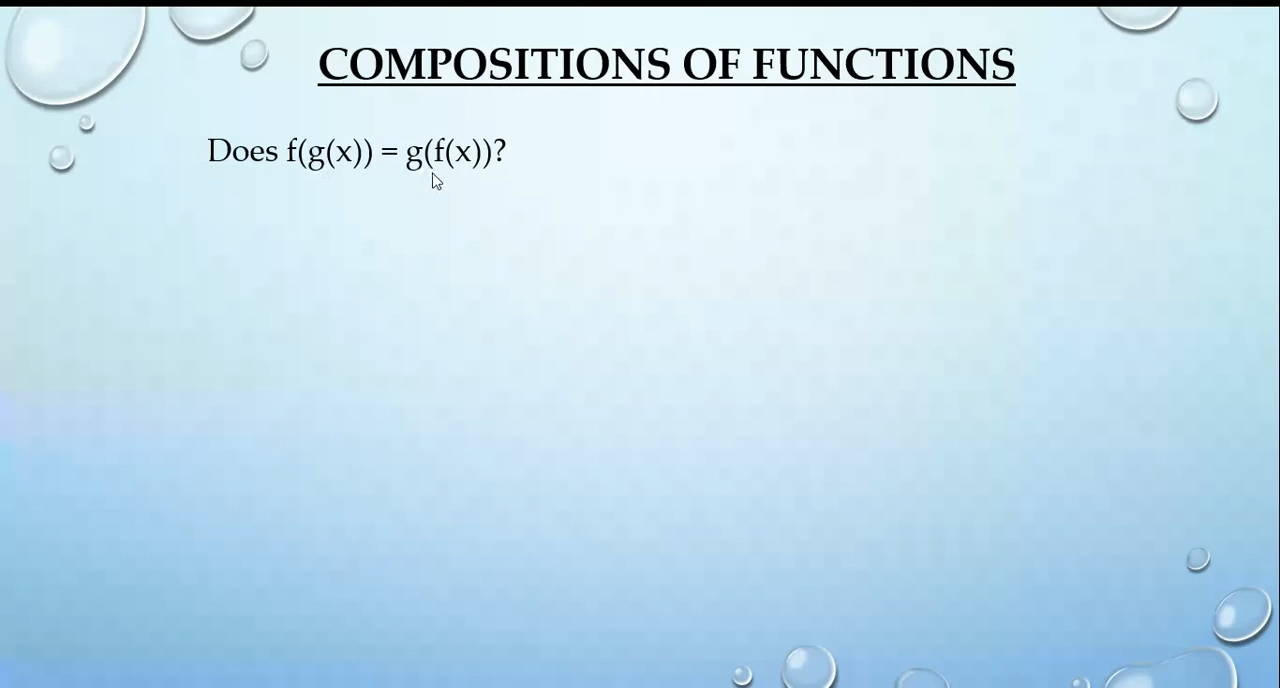 COMPOSITIONS OF FUNCTIONS
Does f(g(x)) = g(f(x))?